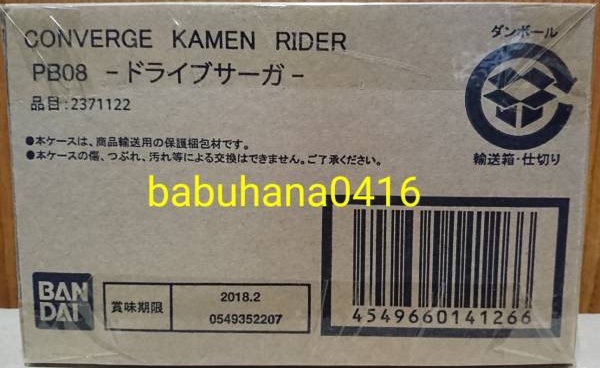 CONVERGE KAMEN RIDER
PB08 -ドライブサーガ-
品目:2371122
ダンボール
輸送箱・仕切り
●本ケースは、商品輸送用の保護梱包材です。
●本ケースの傷、つぶれ、汚れ等による交換はできません。ご了承ください。
babuhana0416
BAN
DAI
賞味期限
2018.2
0549352207
4549660141266